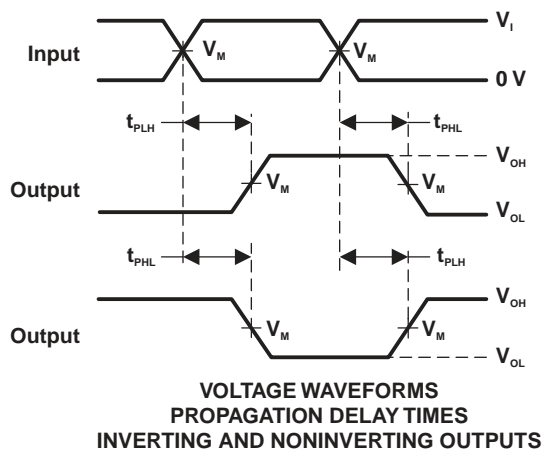 V_I
Input V_M V_M
0 V
t_PLH t_PHL
V_OH
Output V_M V_M
V_OL
t_PHL t_PLH
V_OH
Output V_M V_M
V_OL
VOLTAGE WAVEFORMS
PROPAGATION DELAY TIMES
INVERTING AND NONINVERTING OUTPUTS